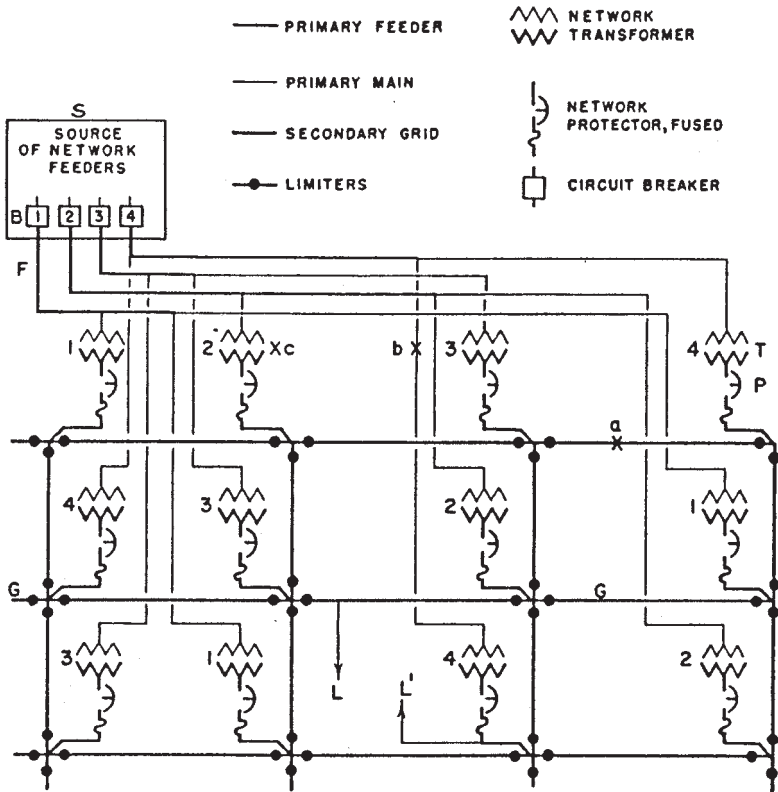 PRIMARY FEEDER
PRIMARY MAIN
SECONDARY GRID
LIMITERS
NETWORK
TRANSFORMER
NETWORK
PROTECTOR, FUSED
CIRCUIT BREAKER
S
SOURCE
OF NETWORK
FEEDERS
B 1 2 3 4
F
1 2 c b 3 4 T
P
a
4 3 2 1
G G
3 1 4 2
L L'